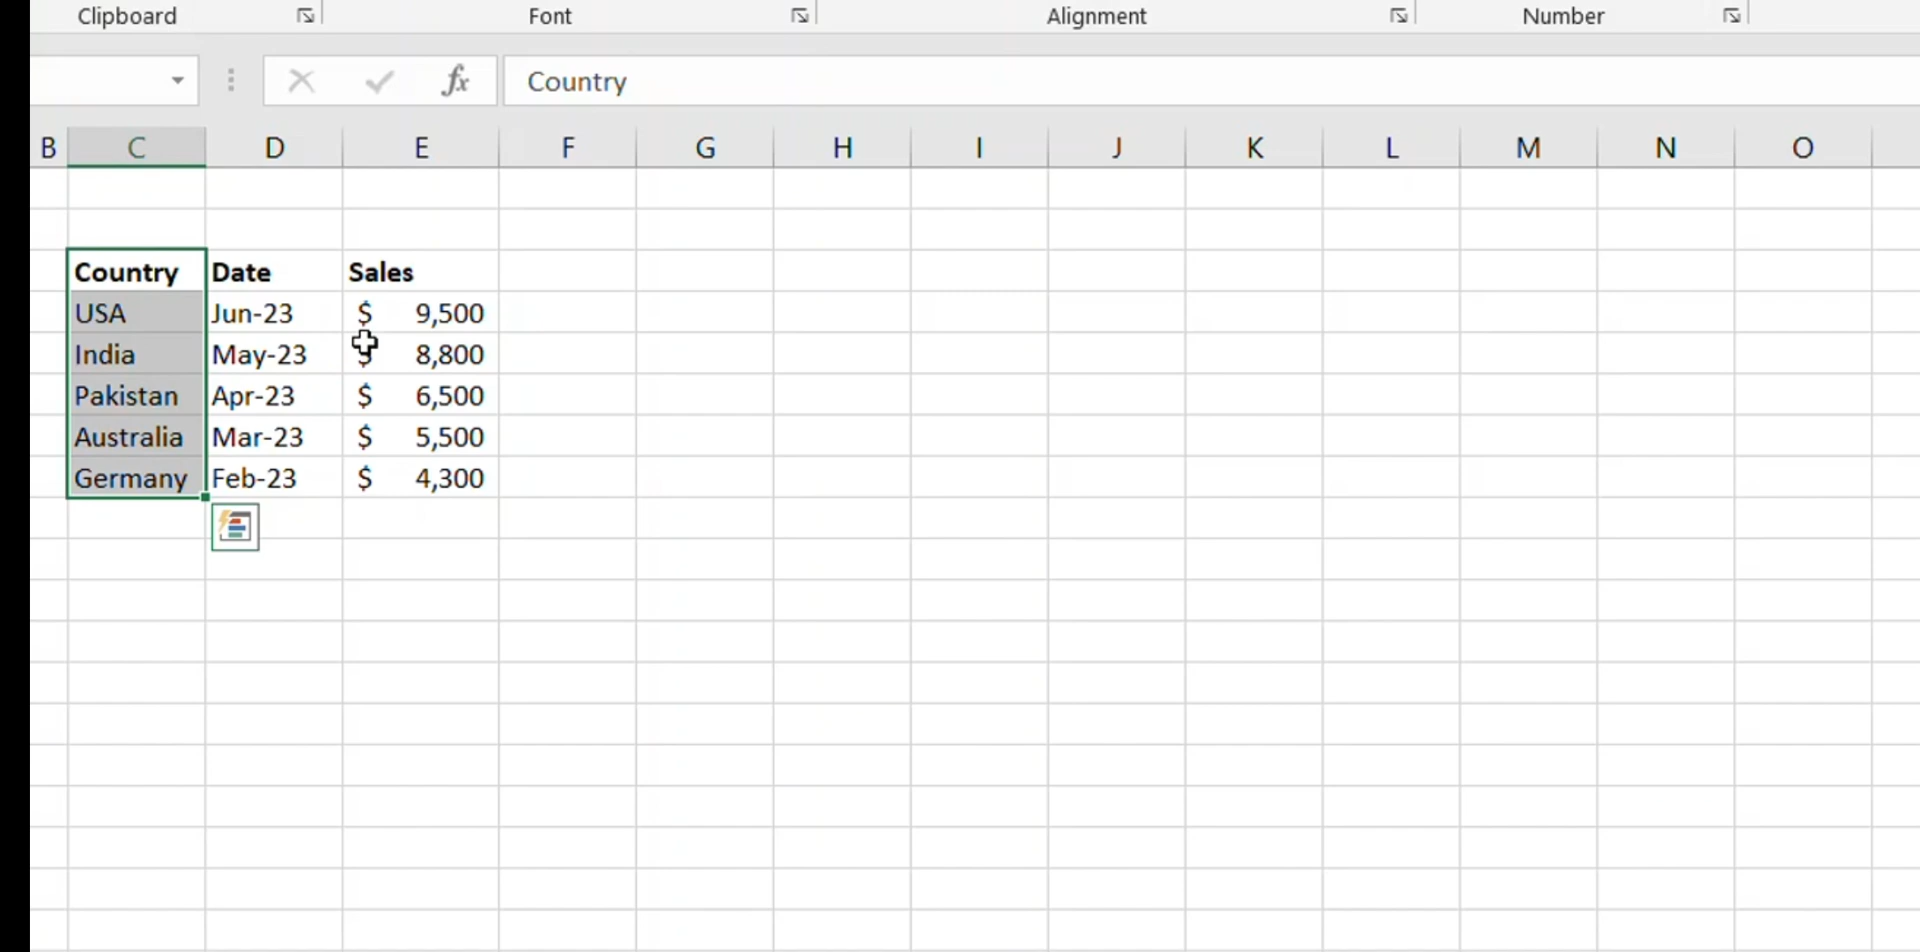 Clipboard Font Alignment Number
fx Country
B C D E F G H I J K L M N O
Country Date Sales
USA Jun-23 $ 9,500
India May-23 $ 8,800
Pakistan Apr-23 $ 6,500
Australia Mar-23 $ 5,500
Germany Feb-23 $ 4,300